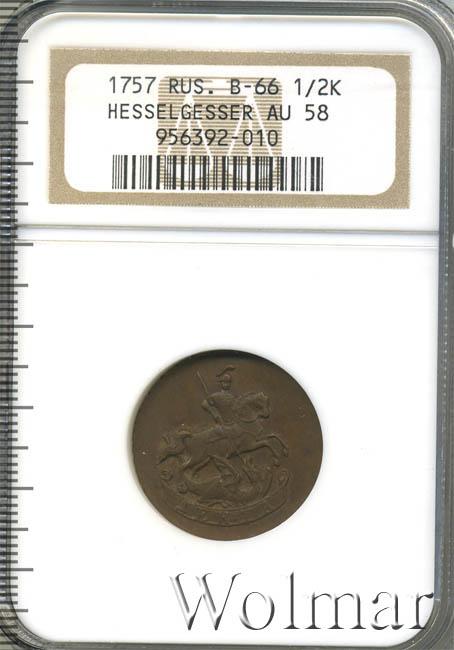 1757 RUS. B-66 1/2K
HESSELGESSER AU 58
956392-010
Wolmar